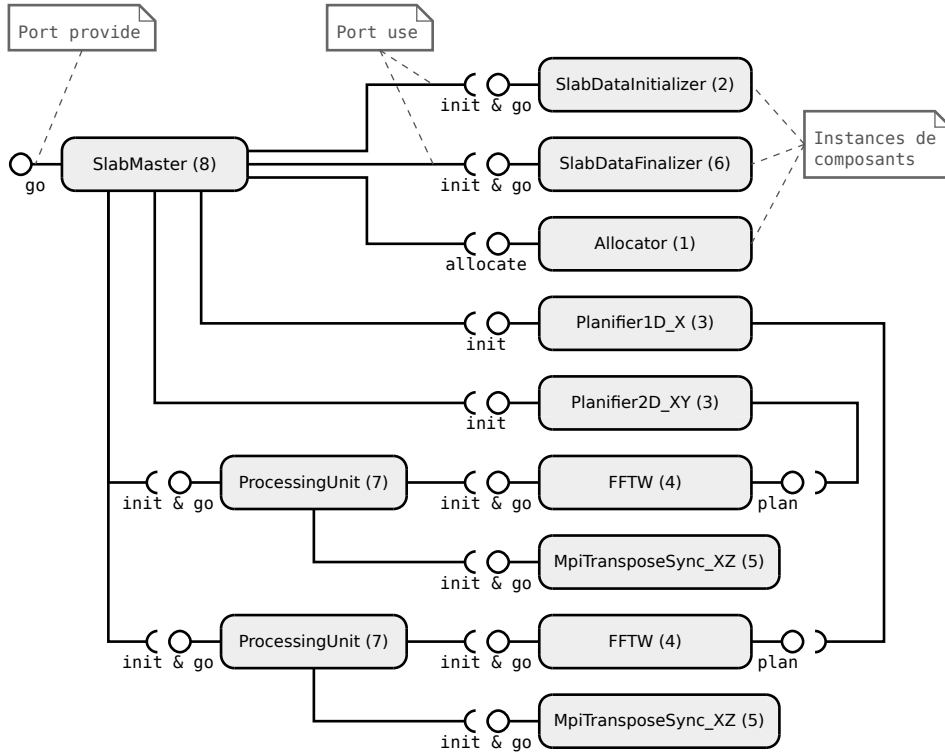 Port provide
Port use
SlabDataInitializer (2)
init & go
Instances de
composants
SlabMaster (8)
go
SlabDataFinalizer (6)
init & go
Allocator (1)
allocate
Planifier1D_X (3)
init
Planifier2D_XY (3)
init
ProcessingUnit (7)
init & go
FFTW (4)
init & go
plan
MpiTransposeSync_XZ (5)
init & go
ProcessingUnit (7)
init & go
FFTW (4)
init & go
plan
MpiTransposeSync_XZ (5)
init & go